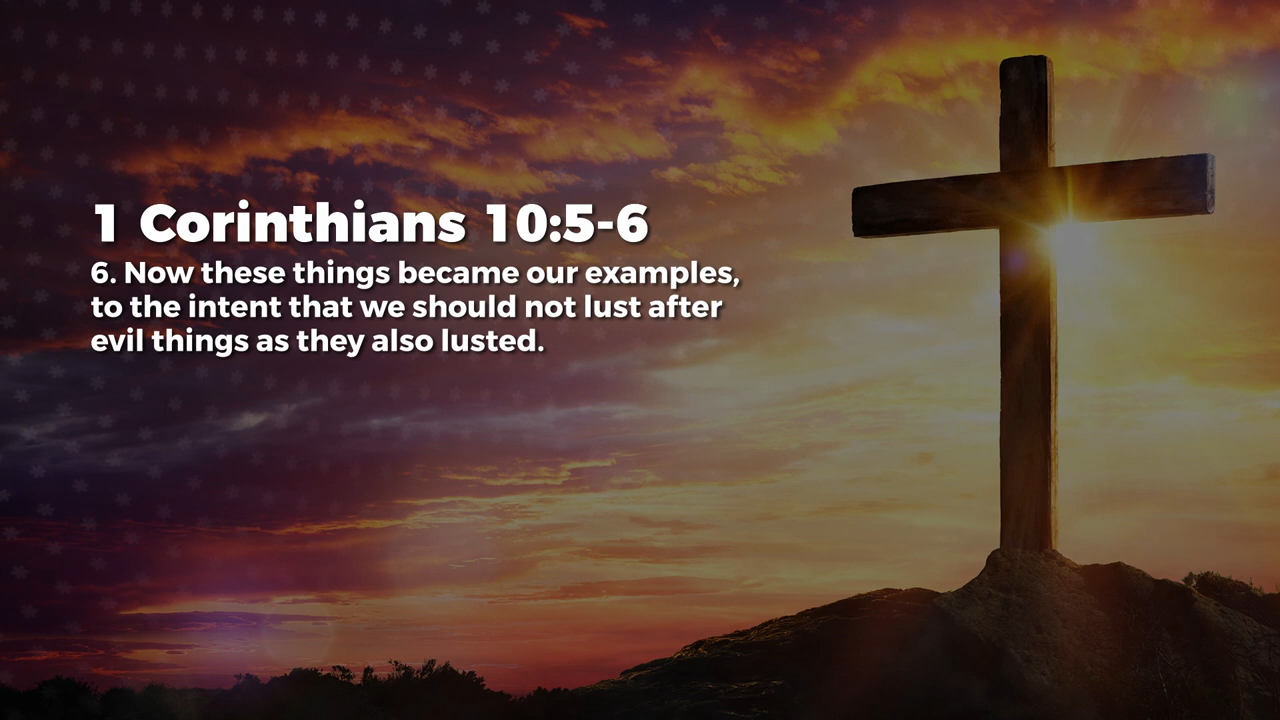 1 Corinthians 10:5-6
6. Now these things became our examples,
to the intent that we should not lust after
evil things as they also lusted.